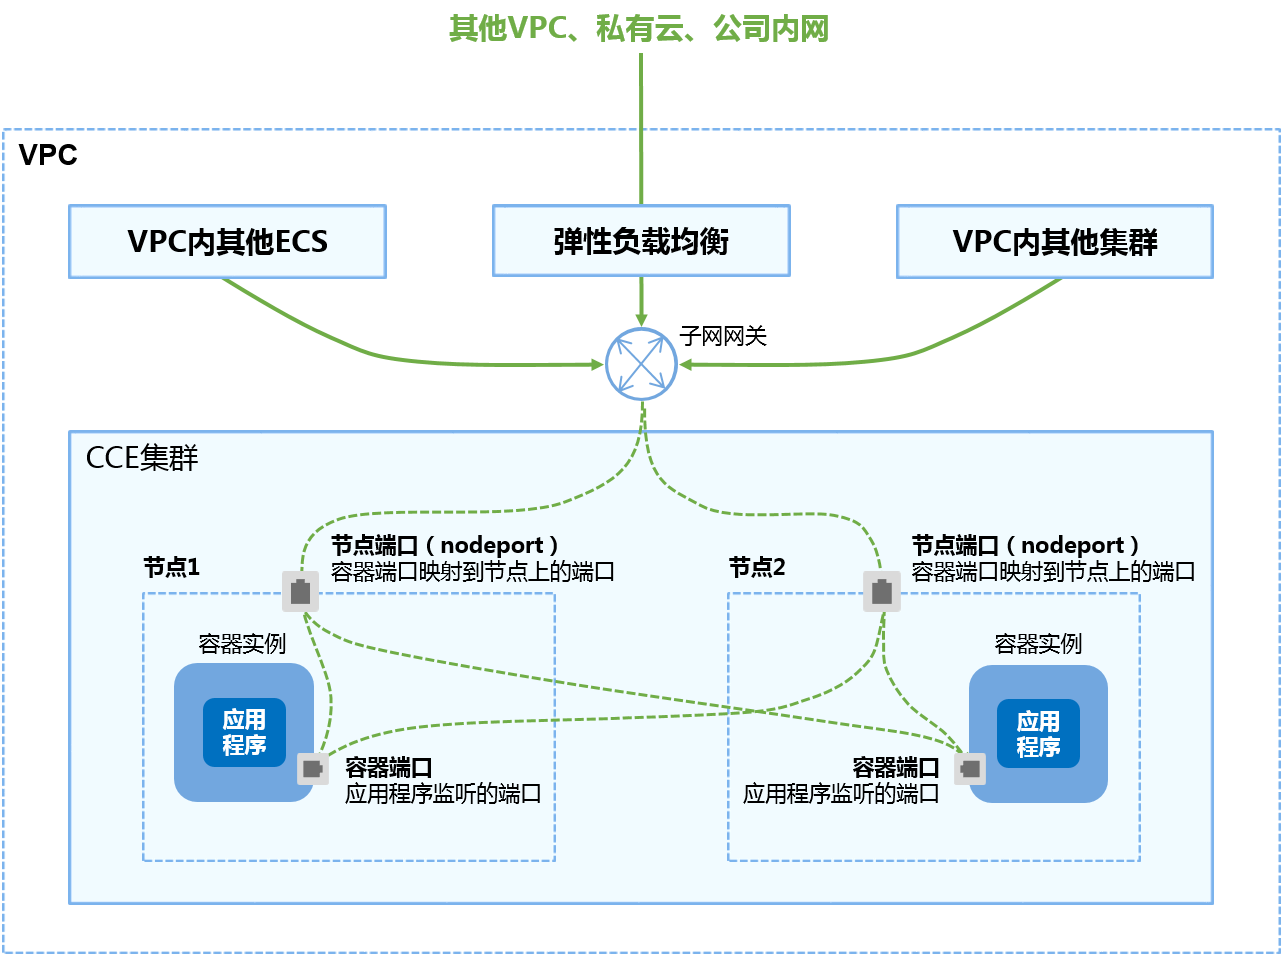 其他VPC、私有云、公司内网
VPC
VPC内其他ECS
弹性负载均衡
VPC内其他集群
子网网关
CCE集群
节点1
节点端口（nodeport）
容器端口映射到节点上的端口
节点2
节点端口（nodeport）
容器端口映射到节点上的端口
容器实例
应用
程序
容器端口
应用程序监听的端口
容器实例
应用
程序
容器端口
应用程序监听的端口